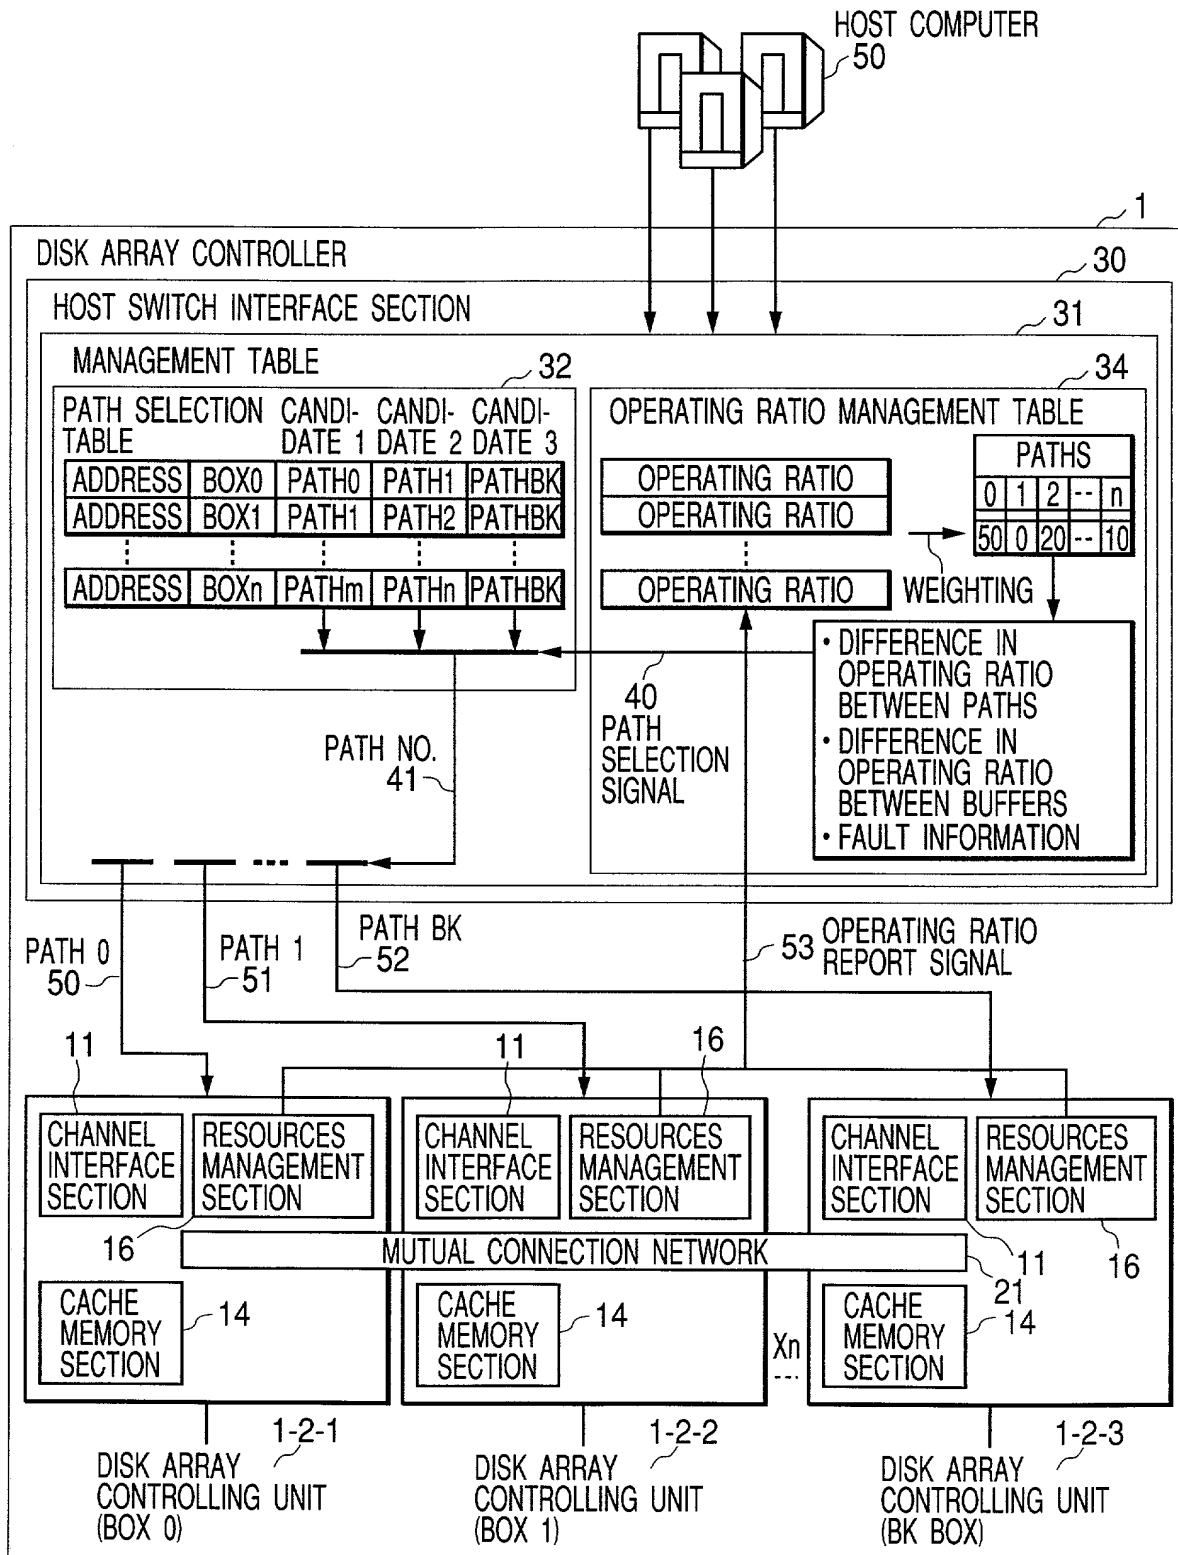 HOST COMPUTER
50
1
DISK ARRAY CONTROLLER
30
HOST SWITCH INTERFACE SECTION
31
MANAGEMENT TABLE
32
34
PATH SELECTION TABLE
CANDI-DATE 1
CANDI-DATE 2
CANDI-DATE 3
ADDRESS BOX0 PATH0 PATH1 PATHBK
ADDRESS BOX1 PATH1 PATH2 PATHBK
ADDRESS BOXn PATHm PATHn PATHBK
OPERATING RATIO MANAGEMENT TABLE
OPERATING RATIO
OPERATING RATIO
OPERATING RATIO
PATHS
0 1 2 -- n
50 0 20 -- 10
WEIGHTING
• DIFFERENCE IN
OPERATING RATIO
BETWEEN PATHS
• DIFFERENCE IN
OPERATING RATIO
BETWEEN BUFFERS
• FAULT INFORMATION
40
PATH
SELECTION
SIGNAL
PATH NO.
41
PATH 0
50
PATH 1
51
PATH BK
52
53
OPERATING RATIO
REPORT SIGNAL
11
CHANNEL
INTERFACE
SECTION
RESOURCES
MANAGEMENT
SECTION
16
11
CHANNEL
INTERFACE
SECTION
16
RESOURCES
MANAGEMENT
SECTION
CHANNEL
INTERFACE
SECTION
11
RESOURCES
MANAGEMENT
SECTION
16
MUTUAL CONNECTION NETWORK
21
CACHE
MEMORY
SECTION
14
CACHE
MEMORY
SECTION
14
Xn
---
CACHE
MEMORY
SECTION
14
1-2-1
DISK ARRAY
CONTROLLING UNIT
(BOX 0)
1-2-2
DISK ARRAY
CONTROLLING UNIT
(BOX 1)
1-2-3
DISK ARRAY
CONTROLLING UNIT
(BK BOX)